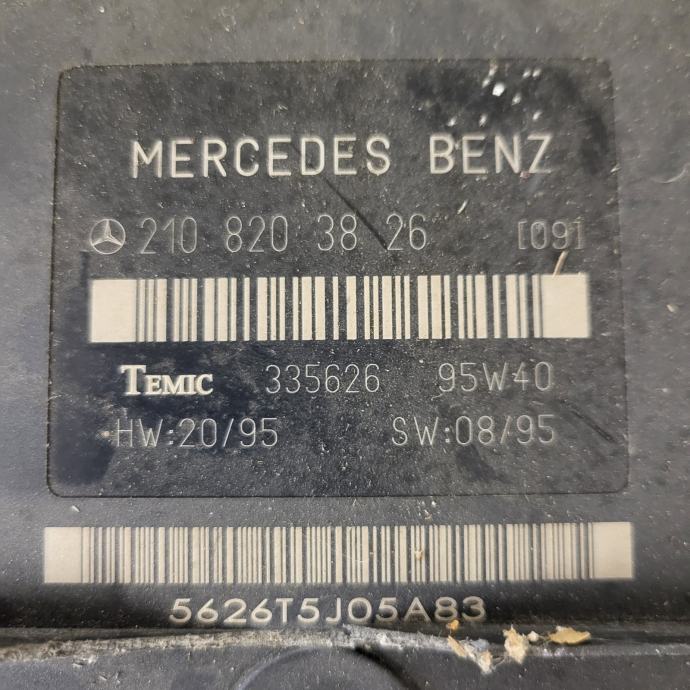 MERCEDES BENZ
210 820 38 26 [09]
TEMIC 335626 95W40
HW:20/95 SW:08/95
5626T5J05A83